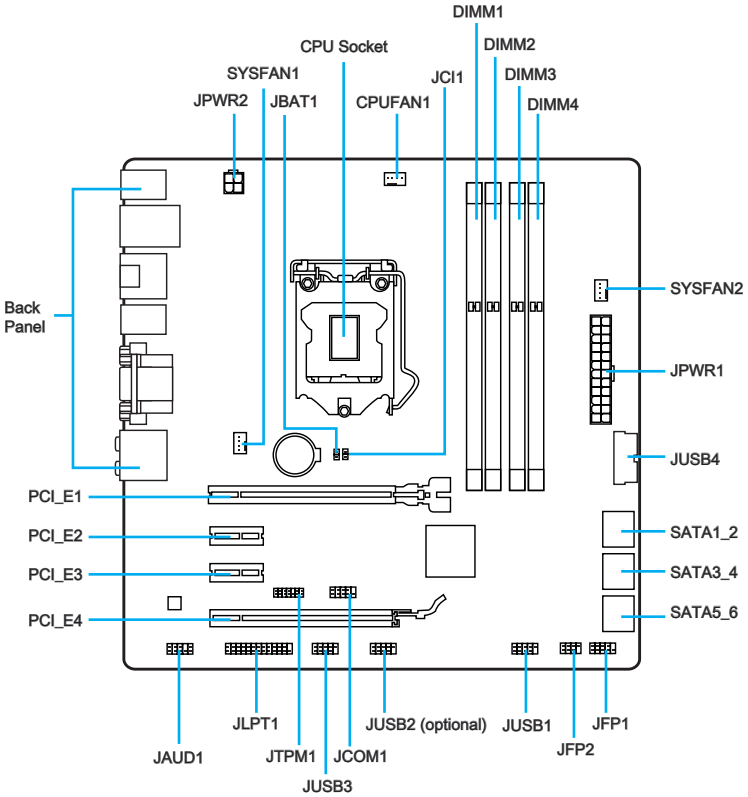 DIMM1
CPU Socket
DIMM2
SYSFAN1
JCI1
DIMM3
JPWR2
JBAT1
CPUFAN1
DIMM4
SYSFAN2
Back
Panel
JPWR1
JUSB4
PCI_E1
PCI_E2
SATA1_2
PCI_E3
SATA3_4
PCI_E4
SATA5_6
JLPT1
JUSB2 (optional)
JUSB1
JFP1
JAUD1
JTPM1
JCOM1
JFP2
JUSB3